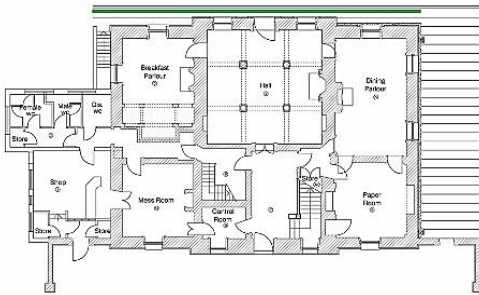 Breakfast
Parlour
Hall
Dining
Parlour
Female
wc
Male
wc
Dis.
wc
Store
Shop
Mess Room
Store
Paper
Room
Control
Room
Store
Store